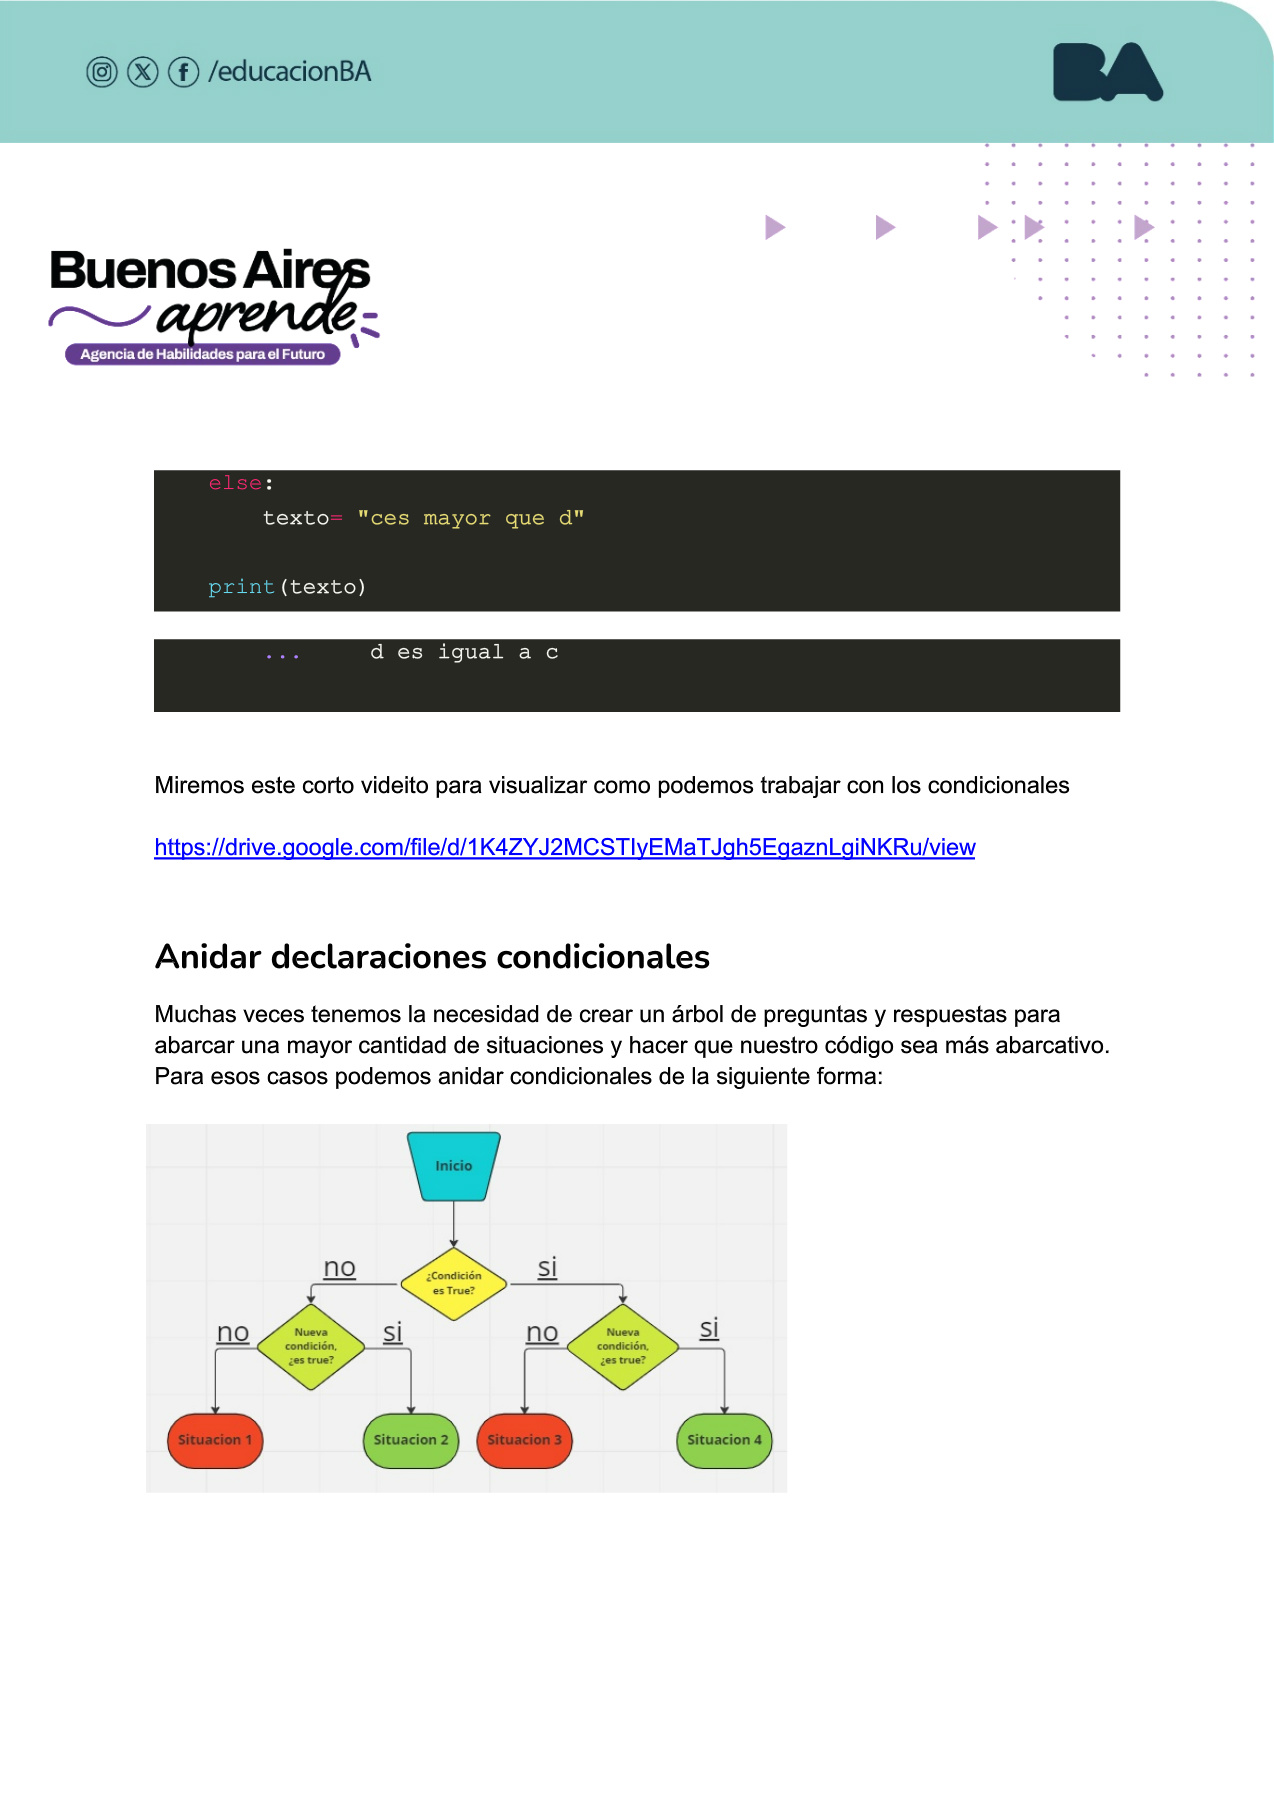 /educacionBA
BA
Buenos Aires
aprende
Agencia de Habilidades para el Futuro
else:
texto= "ces mayor que d"
print(texto)
... d es igual a c
Miremos este corto videito para visualizar como podemos trabajar con los condicionales
https://drive.google.com/file/d/1K4ZYJ2MCSTIyEMaTJgh5EgaznLgiNKRu/view
Anidar declaraciones condicionales
Muchas veces tenemos la necesidad de crear un árbol de preguntas y respuestas para
abarcar una mayor cantidad de situaciones y hacer que nuestro código sea más abarcativo.
Para esos casos podemos anidar condicionales de la siguiente forma:
Inicio
no
¿Condición
es True?
si
no
Nueva
condición,
¿es true?
si
no
Nueva
condición,
¿es true?
si
Situacion 1
Situacion 2
Situacion 3
Situacion 4